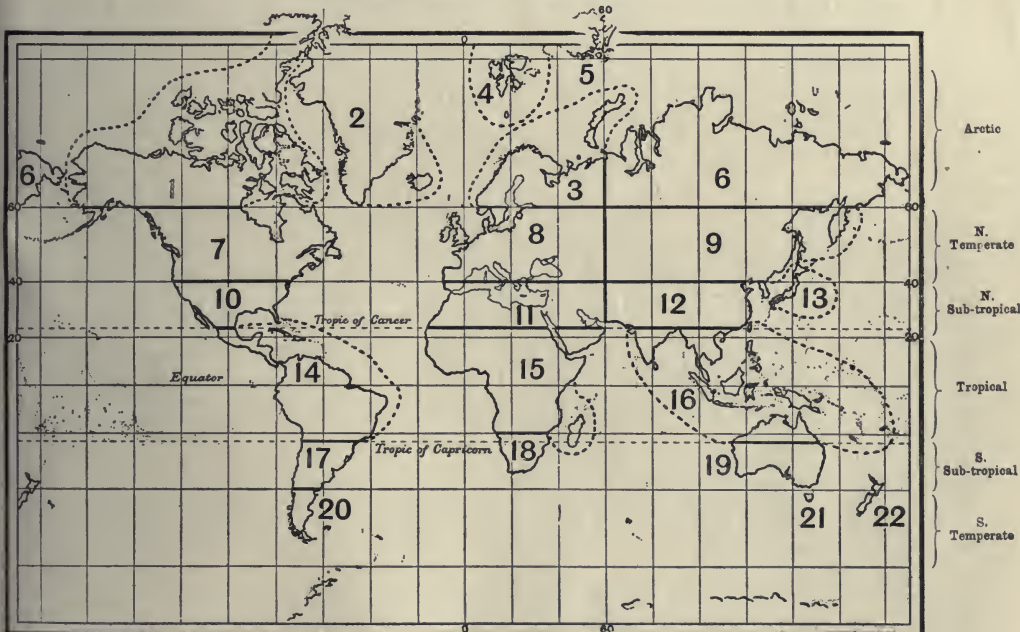 60
0
5
4
2
Arctic
6
1
3
6
60
60
N.
Temperate
7
8
9
40
40
N.
Sub-tropical
10
11
12
13
Tropic of Cancer
20
20
14
15
Equator
Tropical
16
Tropic of Capricorn
17
18
19
S.
Sub-tropical
20
21
22
S.
Temperate
0
60